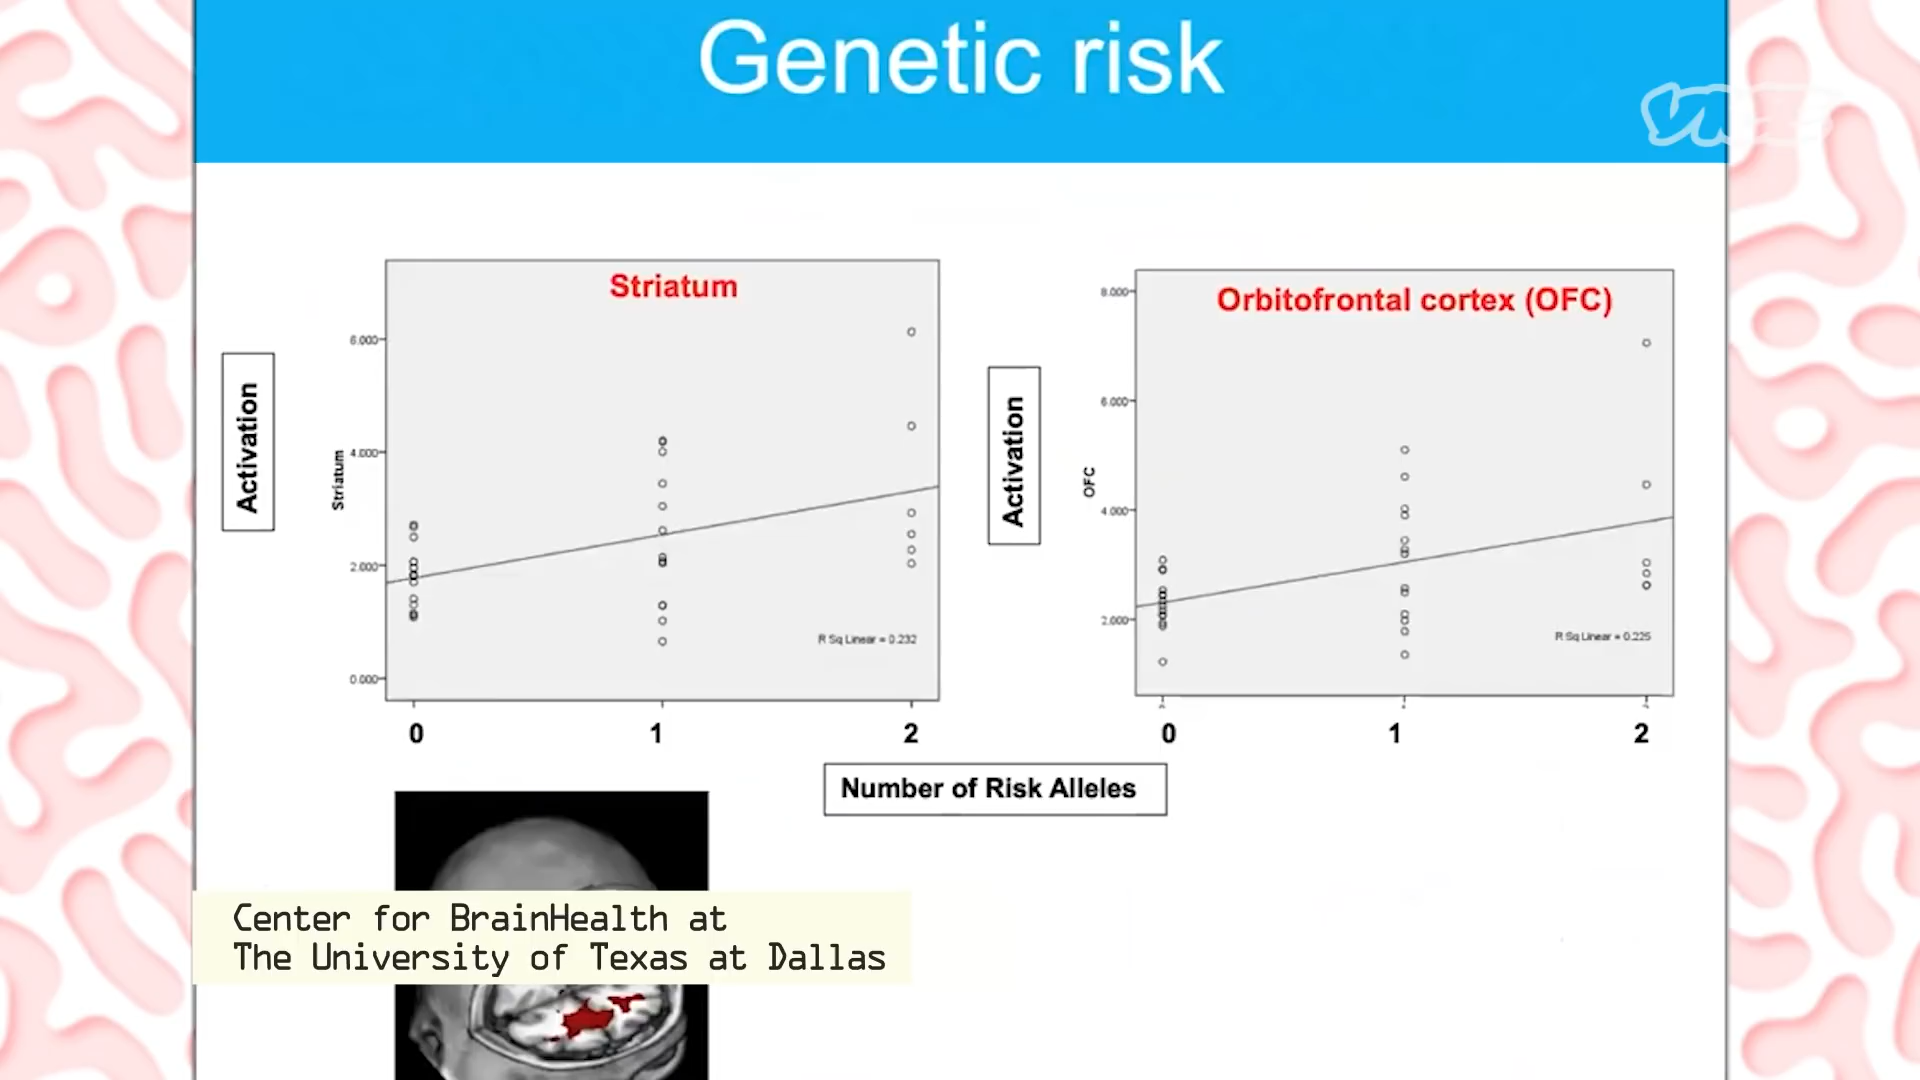 Genetic risk
VICE
Striatum
Activation
Striatum
6.000
4.000
2.000
0.000
R Sq Linear = 0.232
0 1 2
Orbitofrontal cortex (OFC)
Activation
OFC
8.000
6.000
4.000
2.000
R Sq Linear = 0.225
0 1 2
Number of Risk Alleles
Center for BrainHealth at
The University of Texas at Dallas